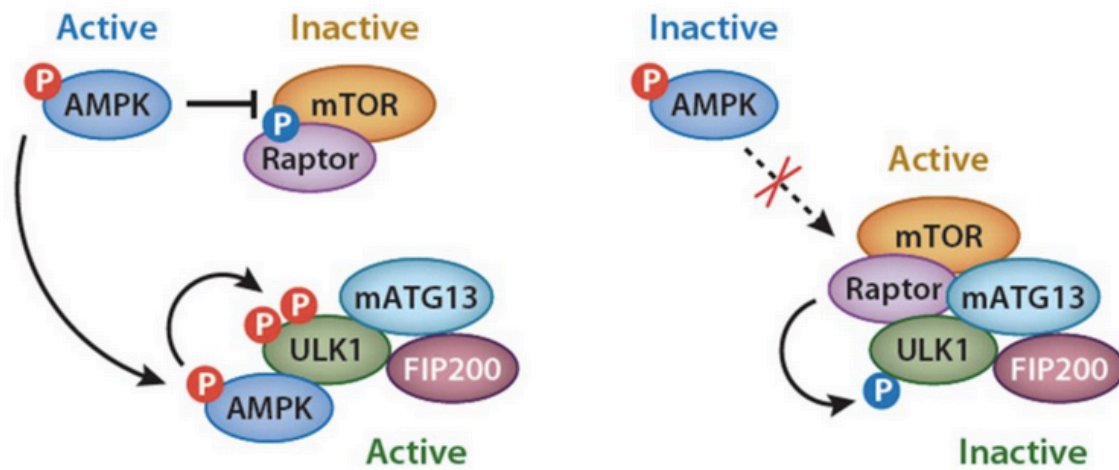 Active
P
AMPK
Inactive
mTOR
P
Raptor
P
P
ULK1
mATG13
FIP200
P
AMPK
Active
Inactive
P
AMPK
Active
mTOR
Raptor
mATG13
ULK1
FIP200
P
Inactive